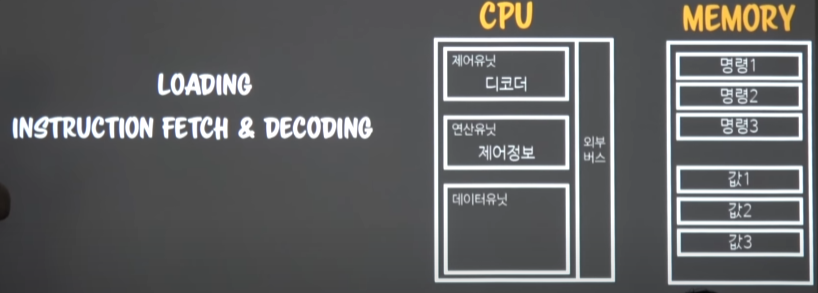 LOADING
INSTRUCTION FETCH & DECODING
CPU
제어유닛
디코더
연산유닛
제어정보
데이터유닛
외부
버스
MEMORY
명령1
명령2
명령3
값1
값2
값3